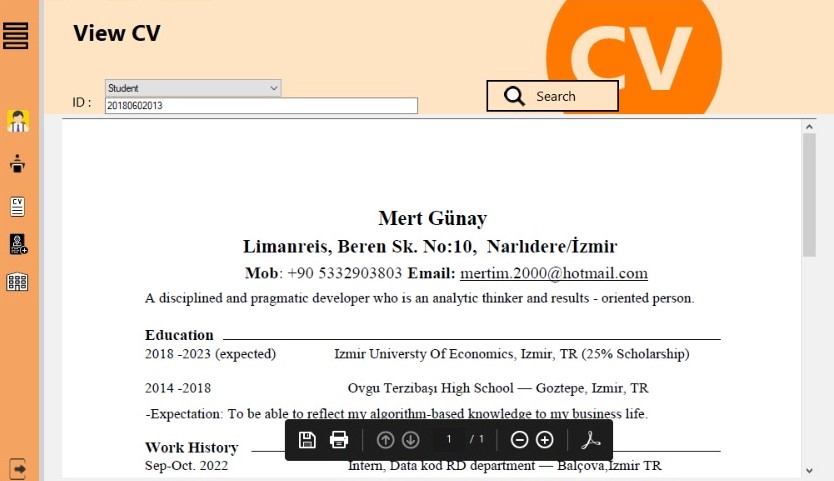 View CV
CV
Student
ID :
20180602013
Search
CV
Mert Günay
Limanreis, Beren Sk. No:10, Narlıdere/İzmir
Mob: +90 5332903803 Email: mertim.2000@hotmail.com
A disciplined and pragmatic developer who is an analytic thinker and results - oriented person.
Education
2018 -2023 (expected) Izmir Universty Of Economics, Izmir, TR (25% Scholarship)
2014 -2018 Ovgu Terzibaşı High School — Goztepe, Izmir, TR
-Expectation: To be able to reflect my algorithm-based knowledge to my business life.
1 / 1
Work History
Sep-Oct. 2022 Intern, Data kod RD department — Balçova,İzmir TR